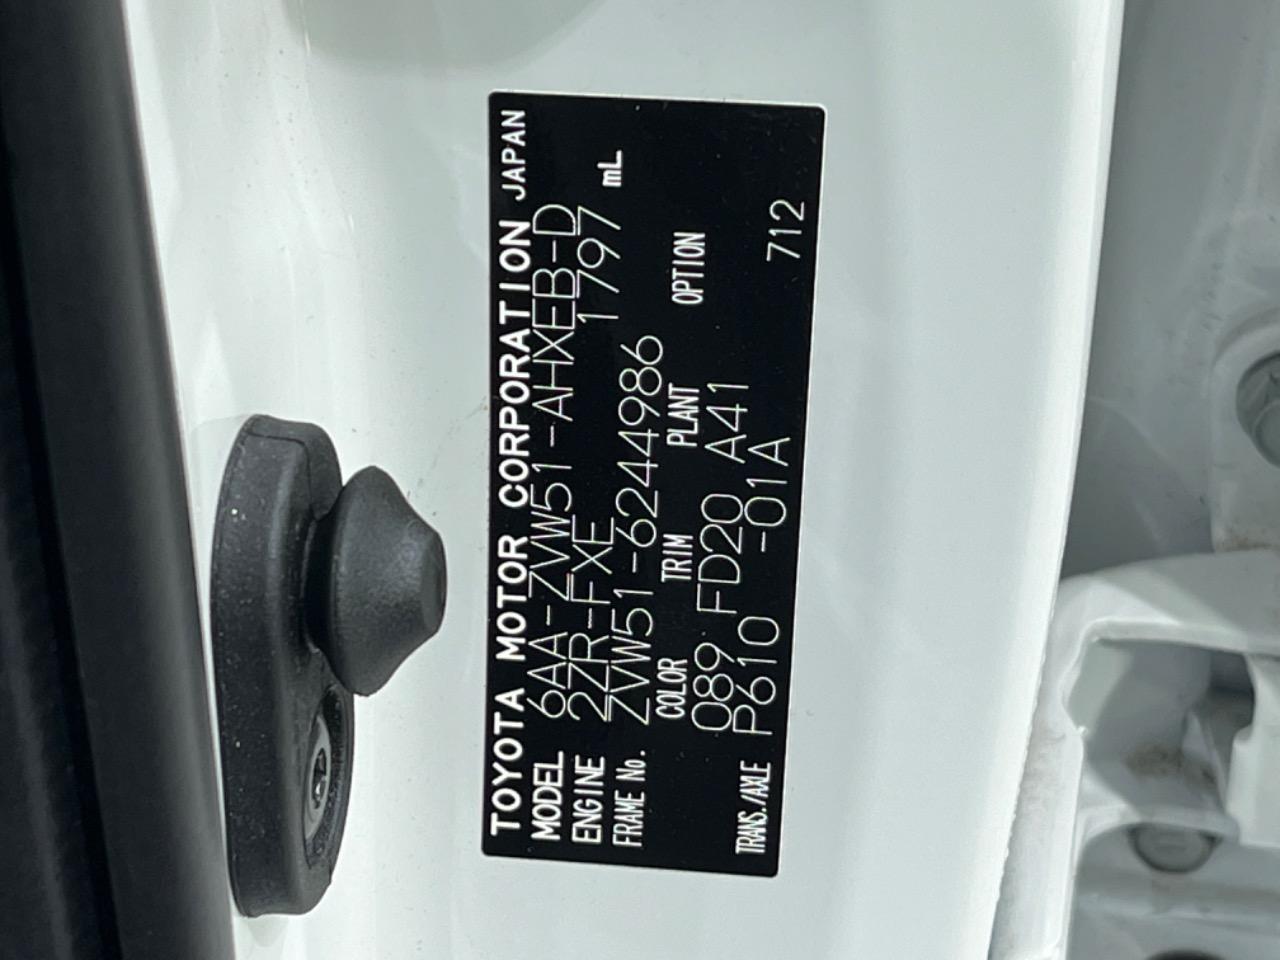 TOYOTA MOTOR CORPORATION JAPAN
MODEL 6AA-ZVW51-AHXEB-D
ENGINE 2ZR-FXE 1797 mL
FRAME No. ZVW51-6244986
COLOR TRIM PLANT OPTION
089 FD20 A41
TRANS./AXLE P610 -01A 712